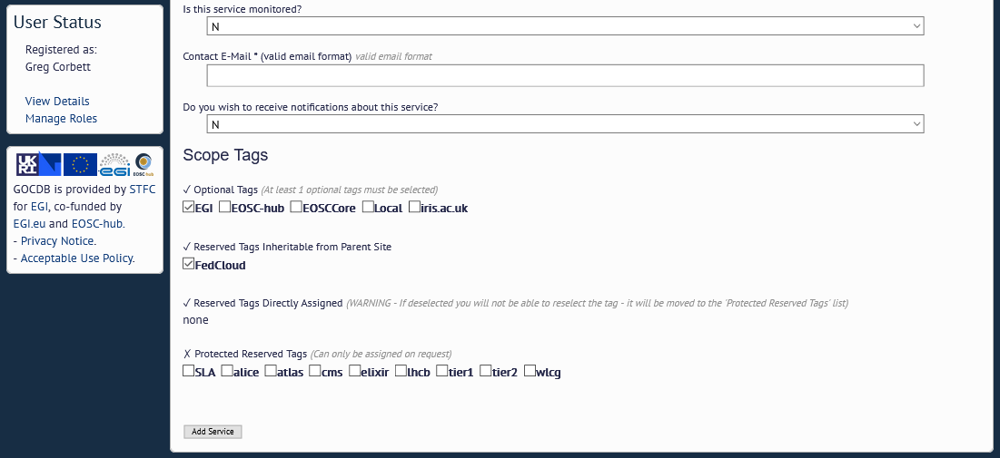 User Status
Registered as:
Greg Corbett
View Details
Manage Roles
UK
RI
egi
EOSC hub
GOCDB is provided by STFC
for EGI, co-funded by
EGI.eu and EOSC-hub.
- Privacy Notice.
- Acceptable Use Policy.
Is this service monitored?
N
Contact E-Mail * (valid email format) valid email format
Do you wish to receive notifications about this service?
N
Scope Tags
✓ Optional Tags (At least 1 optional tags must be selected)
EGI EOSC-hub EOSCCore Local iris.ac.uk
✓ Reserved Tags Inheritable from Parent Site
FedCloud
✓ Reserved Tags Directly Assigned (WARNING - If deselected you will not be able to reselect the tag - it will be moved to the 'Protected Reserved Tags' list)
none
✗ Protected Reserved Tags (Can only be assigned on request)
SLA alice atlas cms elixir lhcb tier1 tier2 wlcg
Add Service